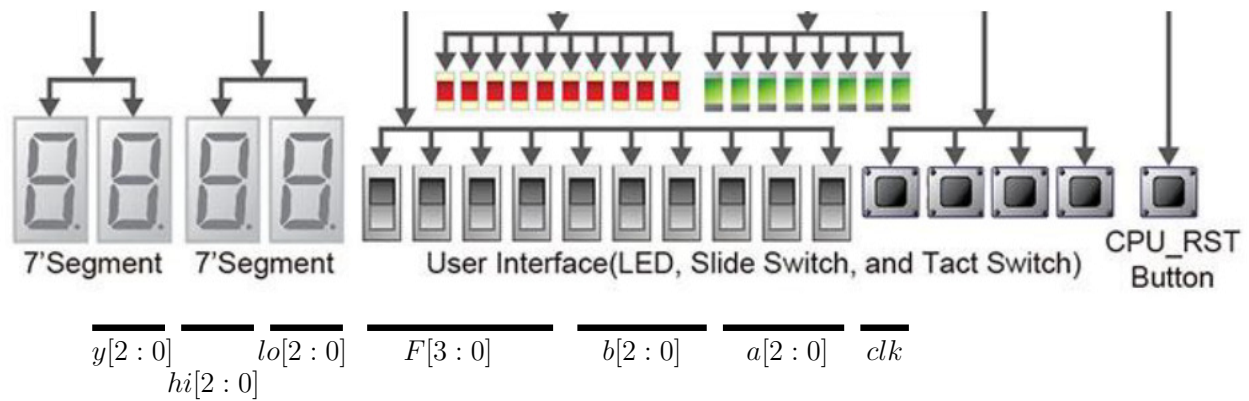 7'Segment 7'Segment User Interface(LED, Slide Switch, and Tact Switch) CPU_RST
Button
y[2 : 0] lo[2 : 0] F[3 : 0] b[2 : 0] a[2 : 0] clk
hi[2 : 0]